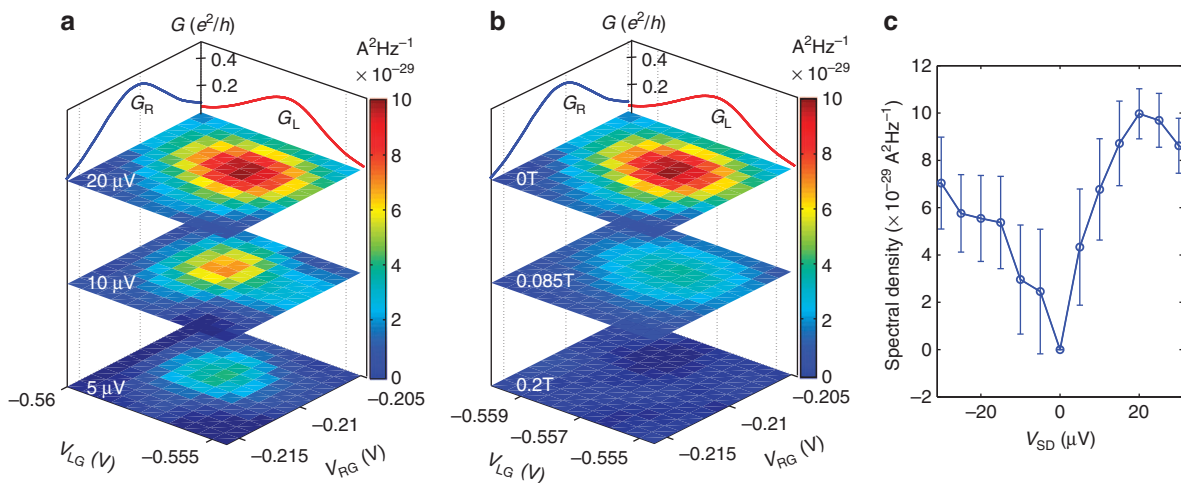 a
G (e²/h)
A²Hz⁻¹
× 10⁻²⁹
0.4
0.2
G_R
G_L
10
8
6
4
2
0
20 μV
10 μV
5 μV
−0.56
−0.555
V_LG (V)
−0.205
−0.21
−0.215
V_RG (V)
b
G (e²/h)
A²Hz⁻¹
× 10⁻²⁹
0.4
0.2
G_R
G_L
10
8
6
4
2
0
0T
0.085T
0.2T
−0.559
−0.557
−0.555
V_LG (V)
−0.205
−0.21
−0.215
V_RG (V)
c
Spectral density (× 10⁻²⁹ A²Hz⁻¹)
12
10
8
6
4
2
0
−2
−20
0
20
V_SD (μV)